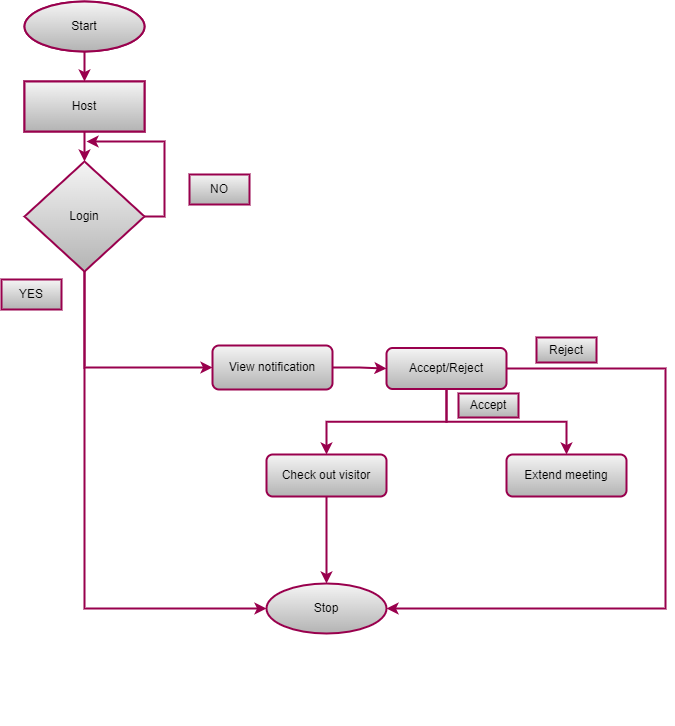 Start
Host
Login
NO
YES
View notification
Accept/Reject
Reject
Accept
Check out visitor
Extend meeting
Stop